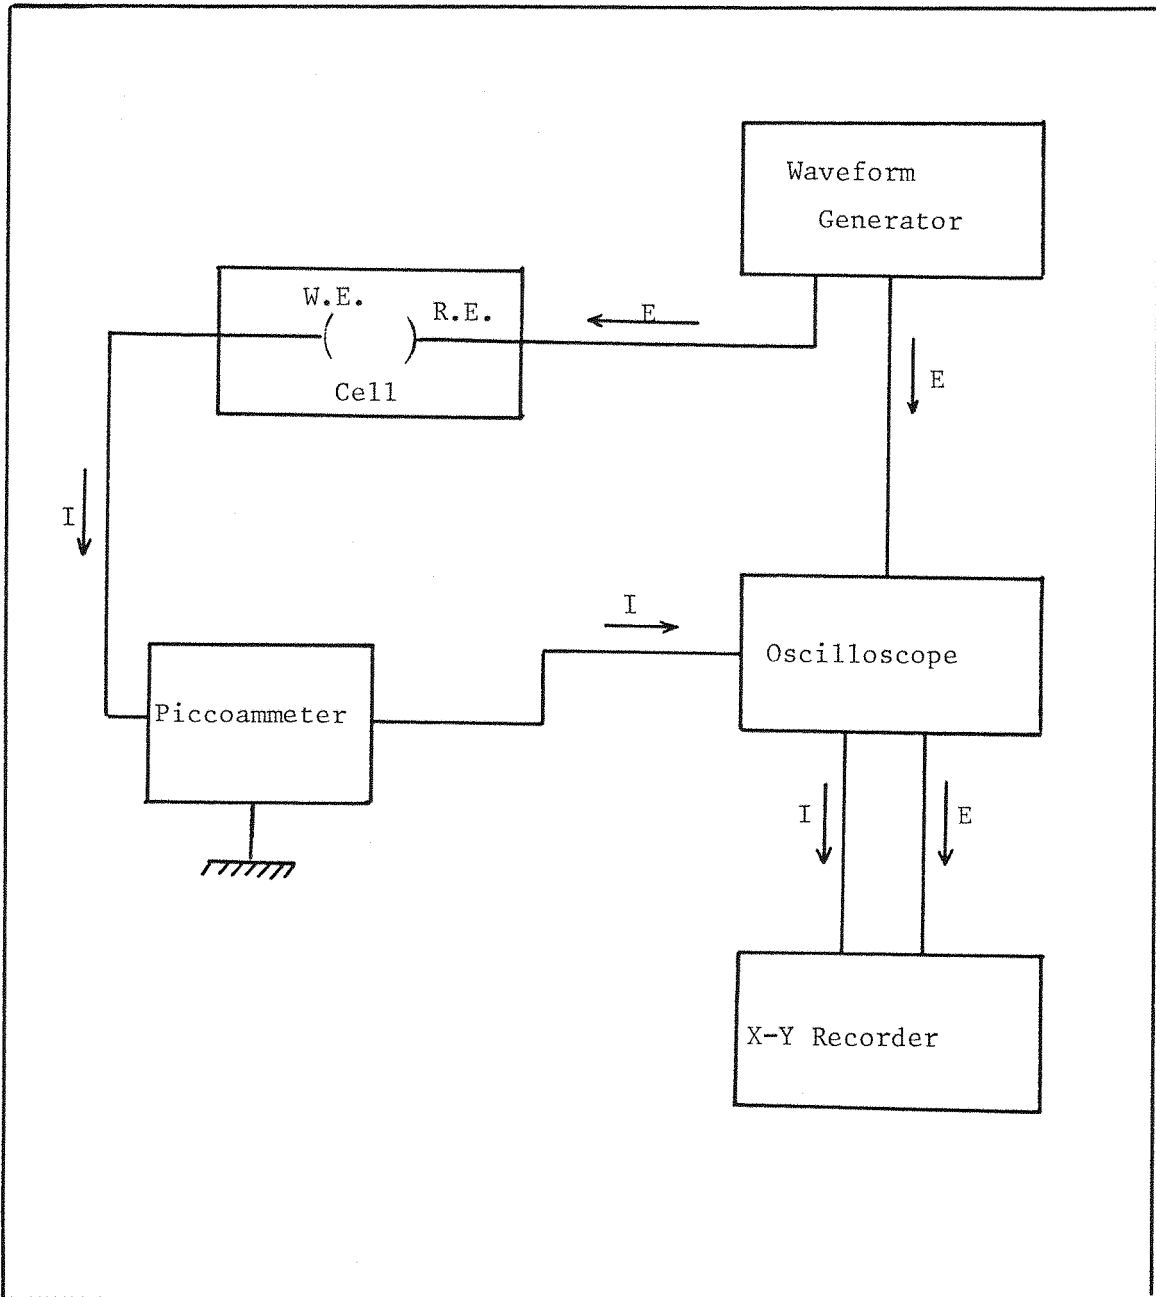 Waveform
Generator
W.E.
R.E.
Cell
E
E
I
I
Piccoammeter
Oscilloscope
I
E
X-Y Recorder